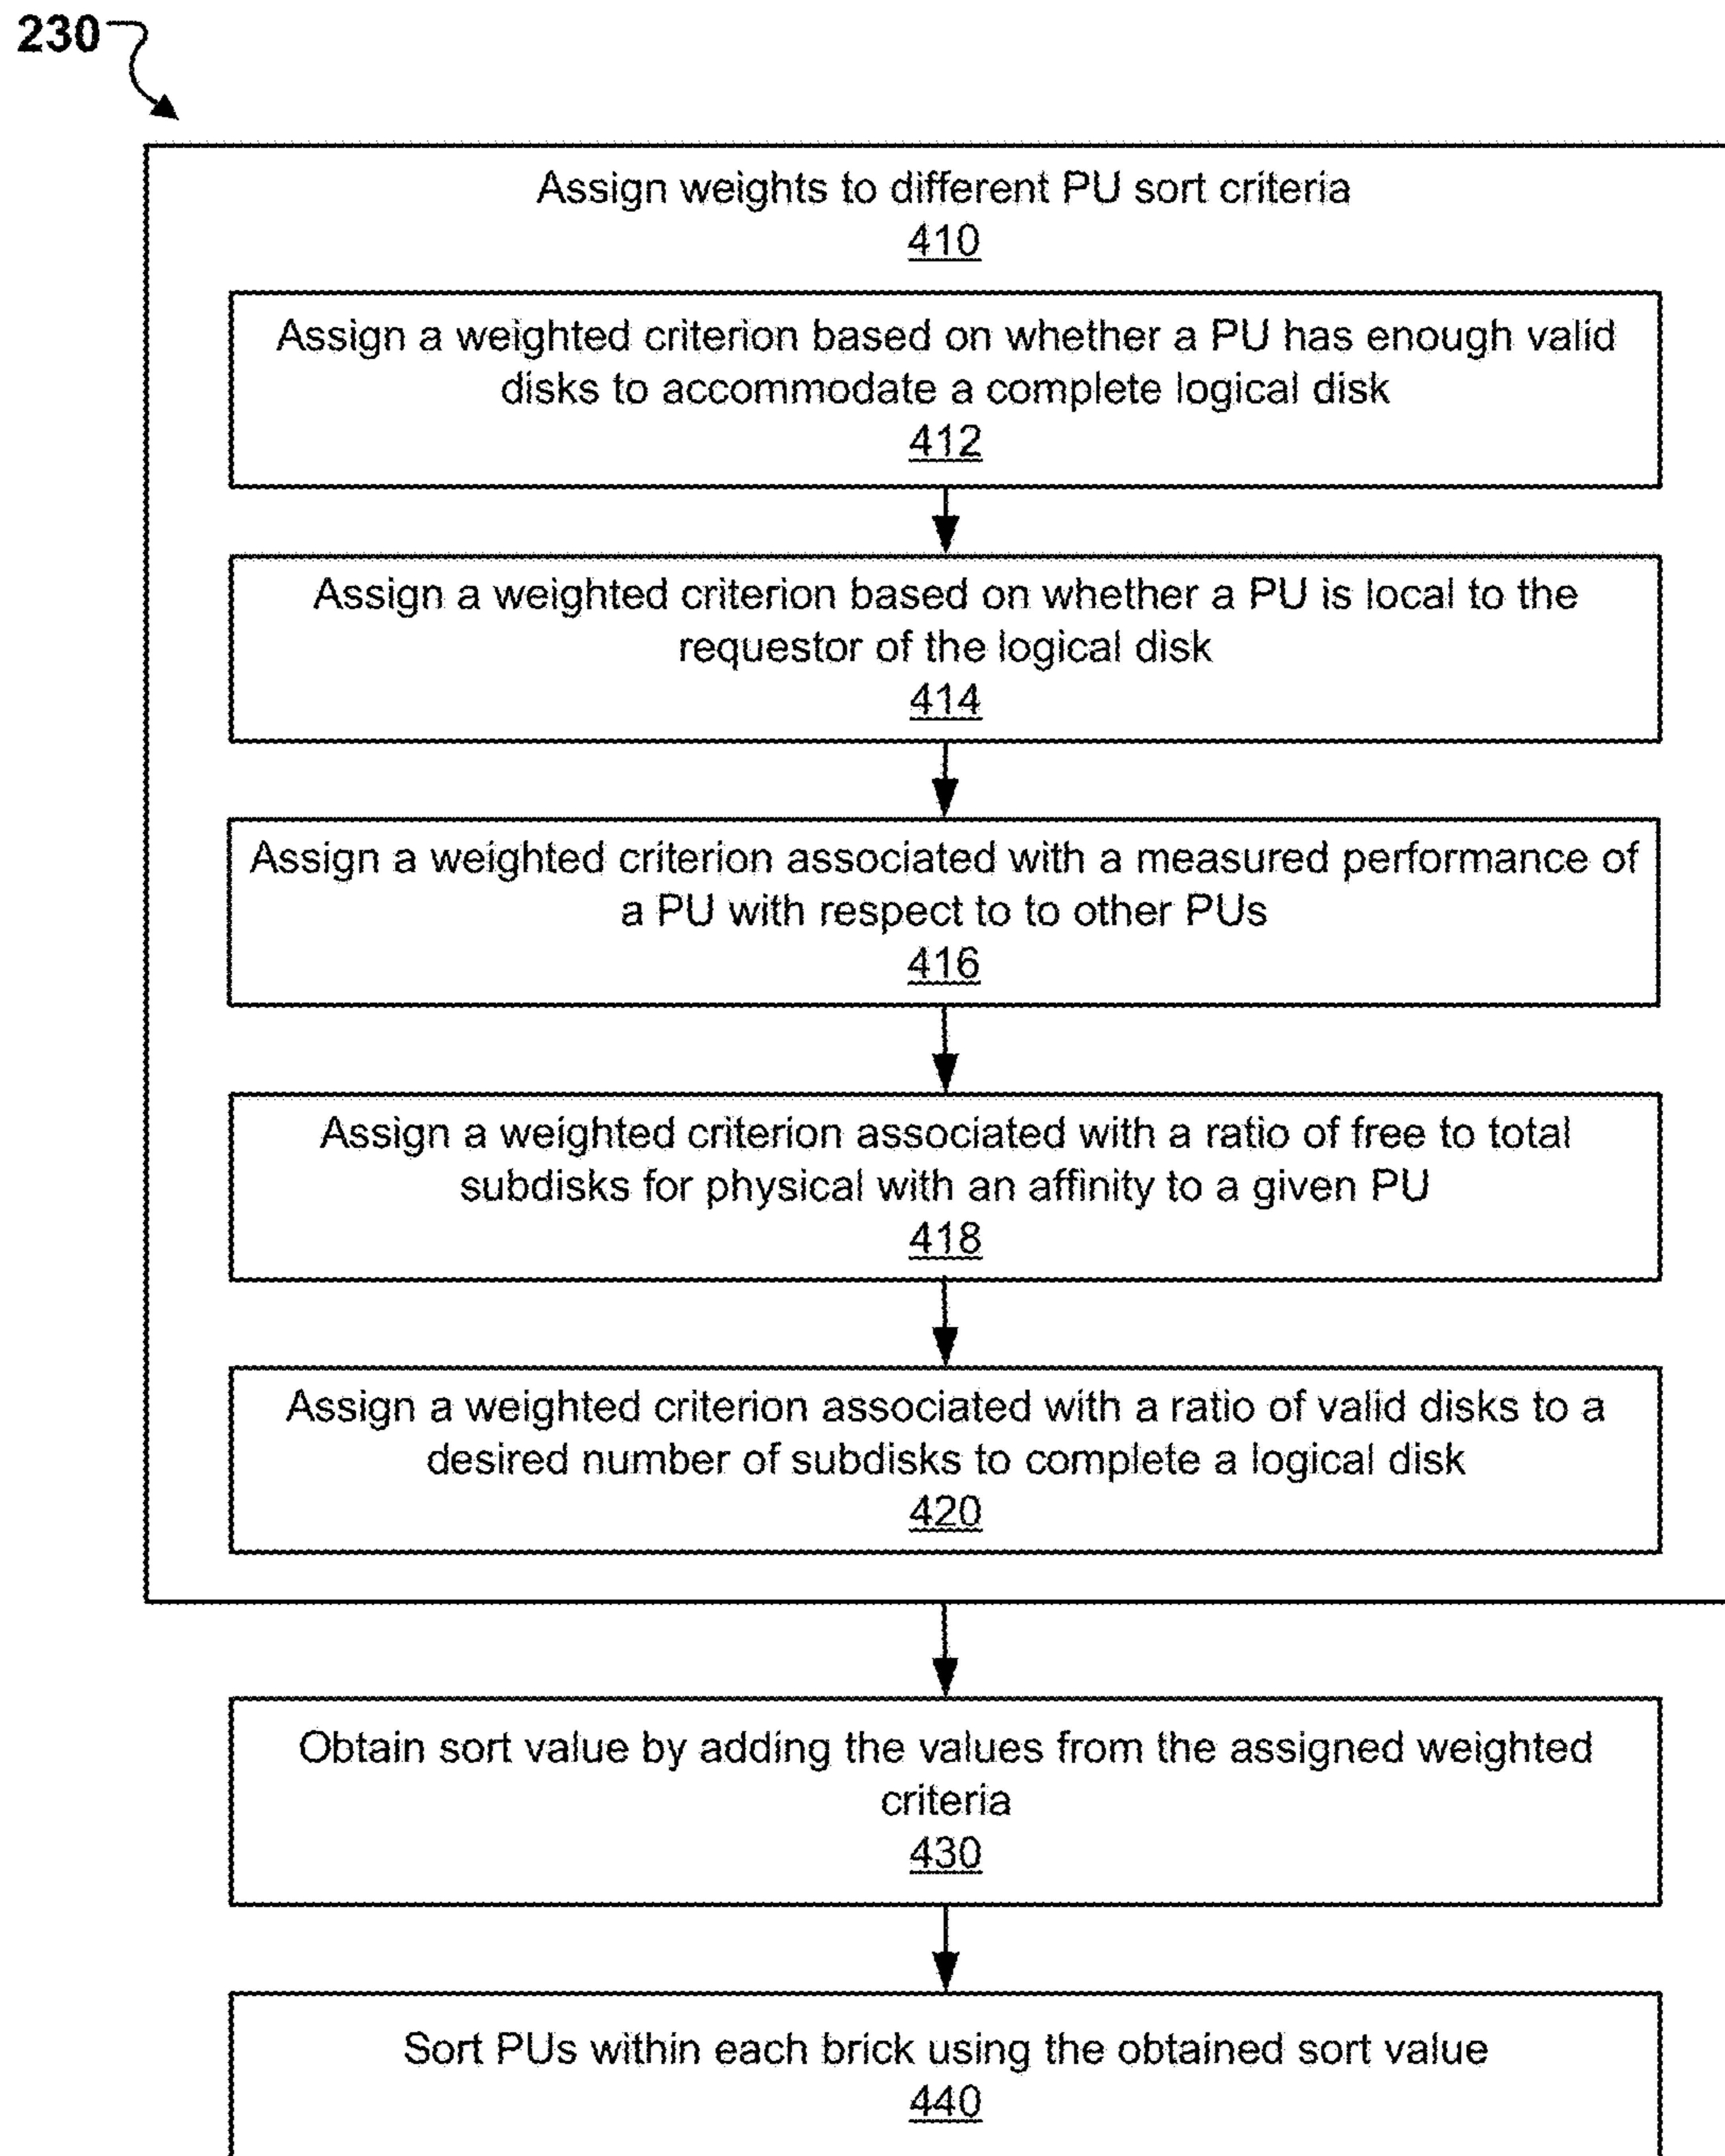 230
Assign weights to different PU sort criteria
410
Assign a weighted criterion based on whether a PU has enough valid
disks to accommodate a complete logical disk
412
Assign a weighted criterion based on whether a PU is local to the
requestor of the logical disk
414
Assign a weighted criterion associated with a measured performance of
a PU with respect to to other PUs
416
Assign a weighted criterion associated with a ratio of free to total
subdisks for physical with an affinity to a given PU
418
Assign a weighted criterion associated with a ratio of valid disks to a
desired number of subdisks to complete a logical disk
420
Obtain sort value by adding the values from the assigned weighted
criteria
430
Sort PUs within each brick using the obtained sort value
440